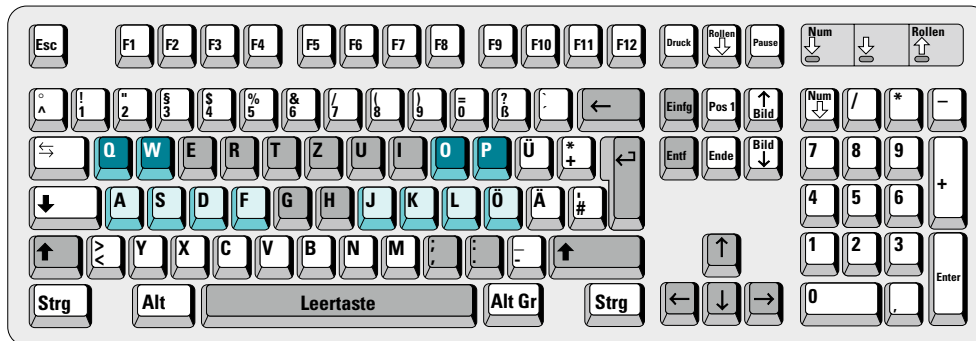 Esc F1 F2 F3 F4 F5 F6 F7 F8 F9 F10 F11 F12 Druck Rollen ⇩ Pause Num ⇩ ⇩ Rollen ⇧
° ^ ! 1 " 2 § 3 $ 4 % 5 & 6 / 7 ( 8 ) 9 = 0 ? ß ` ´ ← Einfg Pos 1 ↑ Bild Num ⇩ / * –
⇆ Q W E R T Z U I O P Ü * + ↵ Entf Ende Bild ↓ 7 8 9 +
⬇ A S D F G H J K L Ö Ä ' # 4 5 6
⬆ > < Y X C V B N M ; , : . _ - ⬆ ↑ 1 2 3 Enter
Strg Alt Leertaste Alt Gr Strg ← ↓ → 0 ,